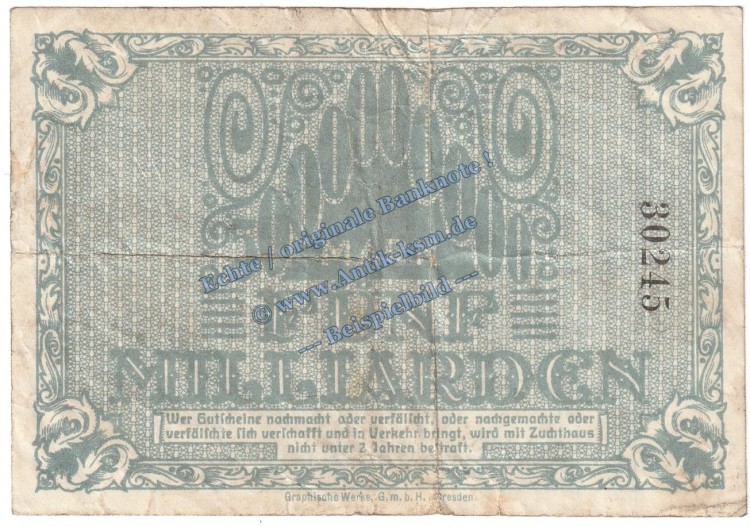 Echte / originale Banknote !
© www.Antik-ksm.de
--- Beispielbild ---
30245
FÜNF
MILLIARDEN
Wer Gutscheine nachmacht oder verfälscht, oder nachgemachte oder
verfälschte sich verschafft und in Verkehr bringt, wird mit Zuchthaus
nicht unter 2 Jahren bestraft.
Graphische Werke, G. m. b. H., Dresden